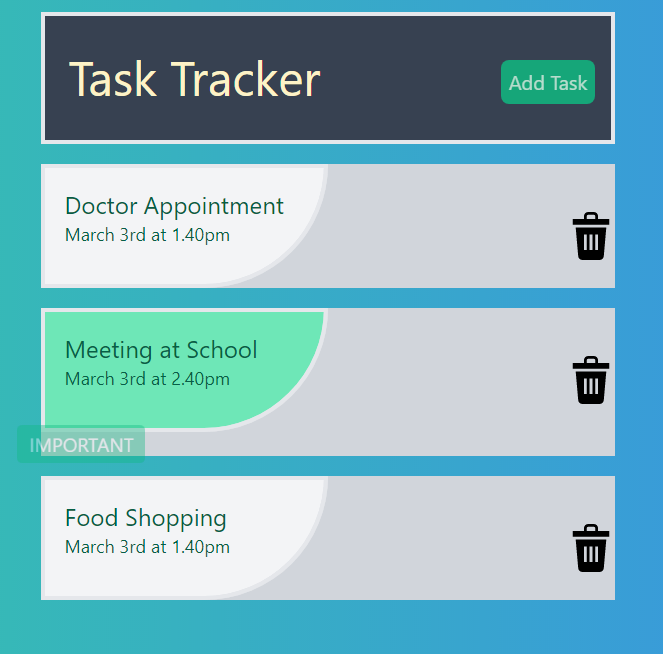 Task Tracker
Add Task
Doctor Appointment
March 3rd at 1.40pm
Meeting at School
March 3rd at 2.40pm
IMPORTANT
Food Shopping
March 3rd at 1.40pm